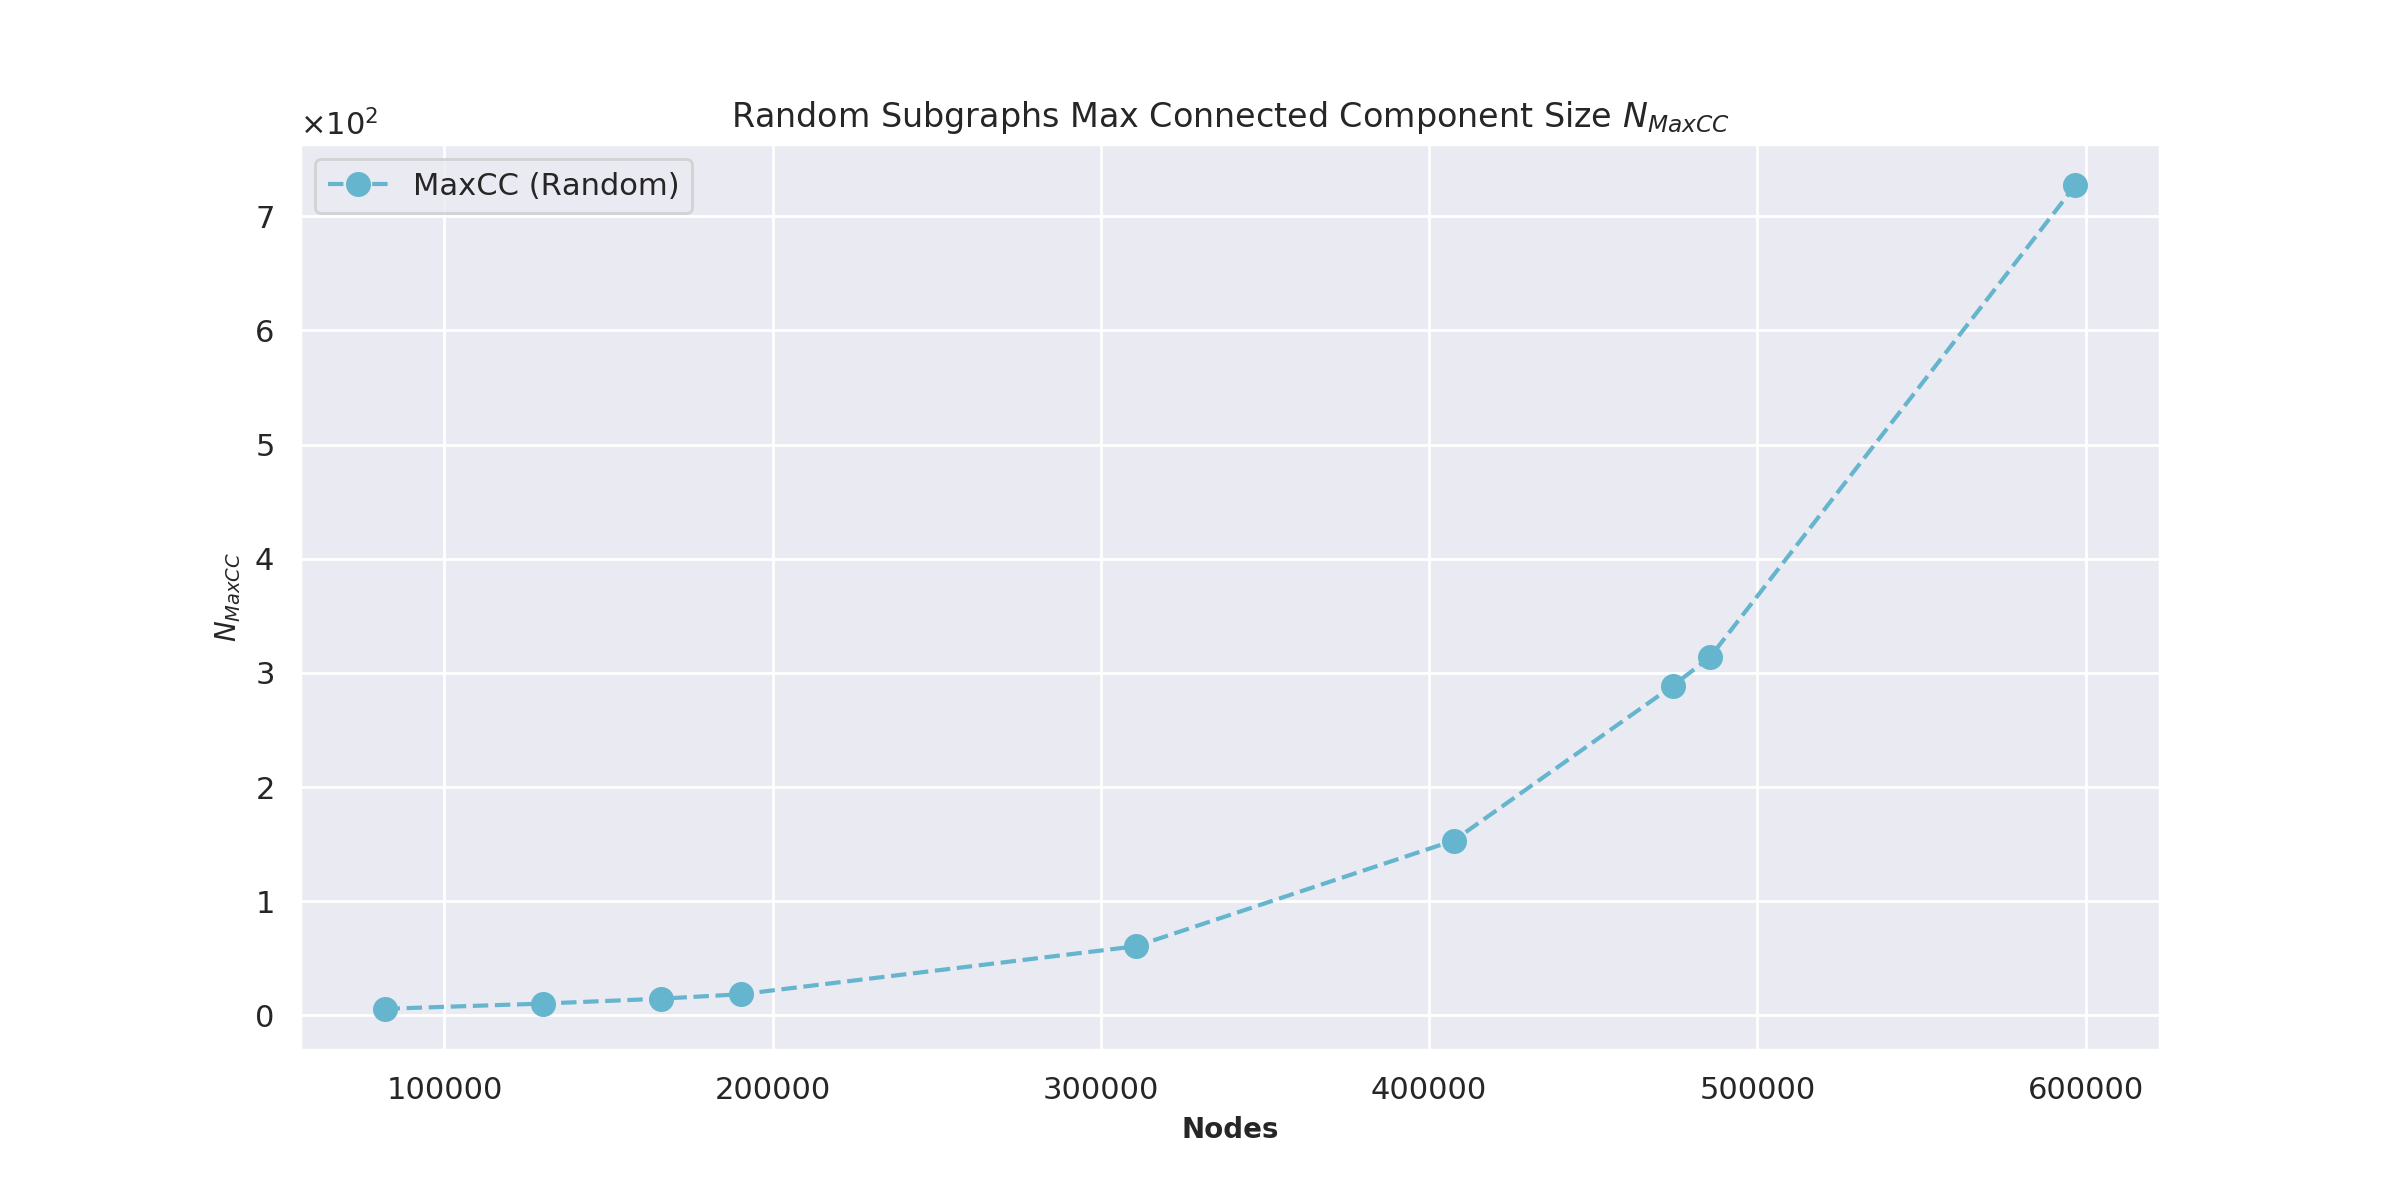 Random Subgraphs Max Connected Component Size N_MaxCC
×10²
MaxCC (Random)
7
6
5
4
3
2
1
0
N_MaxCC
100000 200000 300000 400000 500000 600000
Nodes